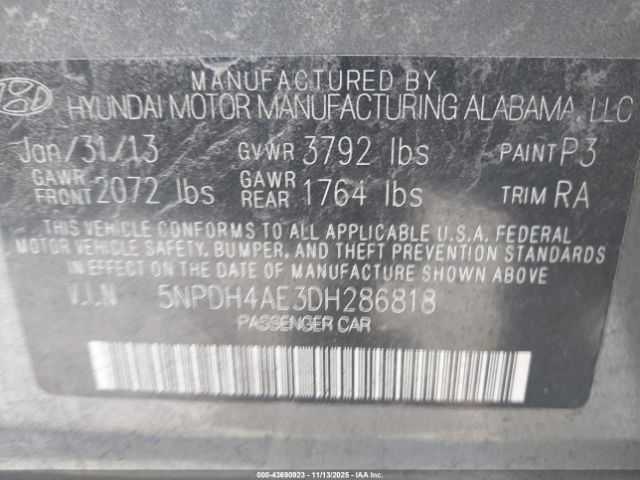 MANUFACTURED BY
HYUNDAI MOTOR MANUFACTURING ALABAMA, LLC
Jan/31/13 GVWR 3792 lbs PAINT P3
GAWR FRONT 2072 lbs GAWR REAR 1764 lbs TRIM RA
THIS VEHICLE CONFORMS TO ALL APPLICABLE U.S.A. FEDERAL
MOTOR VEHICLE SAFETY, BUMPER, AND THEFT PREVENTION STANDARDS
IN EFFECT ON THE DATE OF MANUFACTURE SHOWN ABOVE.
V.I.N 5NPDH4AE3DH286818
PASSENGER CAR
000-43690923 | 11/13/2025 | IAAI.COM